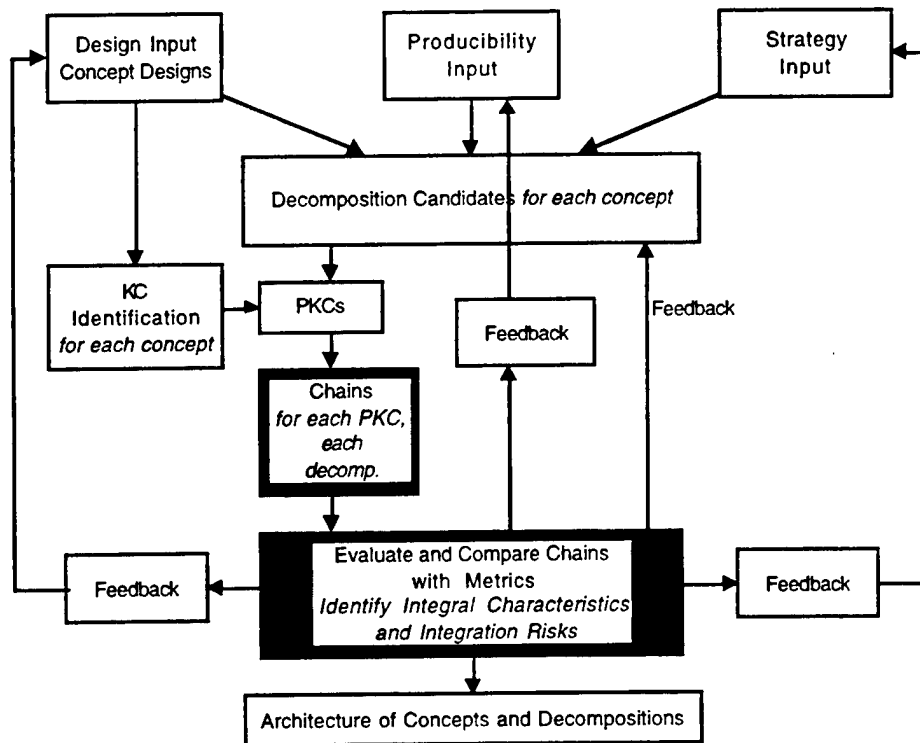 Design Input
Concept Designs
Producibility
Input
Strategy
Input
Decomposition Candidates for each concept
KC
Identification
for each concept
PKCs
Feedback
Feedback
Chains
for each PKC,
each
decomp.
Feedback
Evaluate and Compare Chains
with Metrics
Identify Integral Characteristics
and Integration Risks
Feedback
Architecture of Concepts and Decompositions